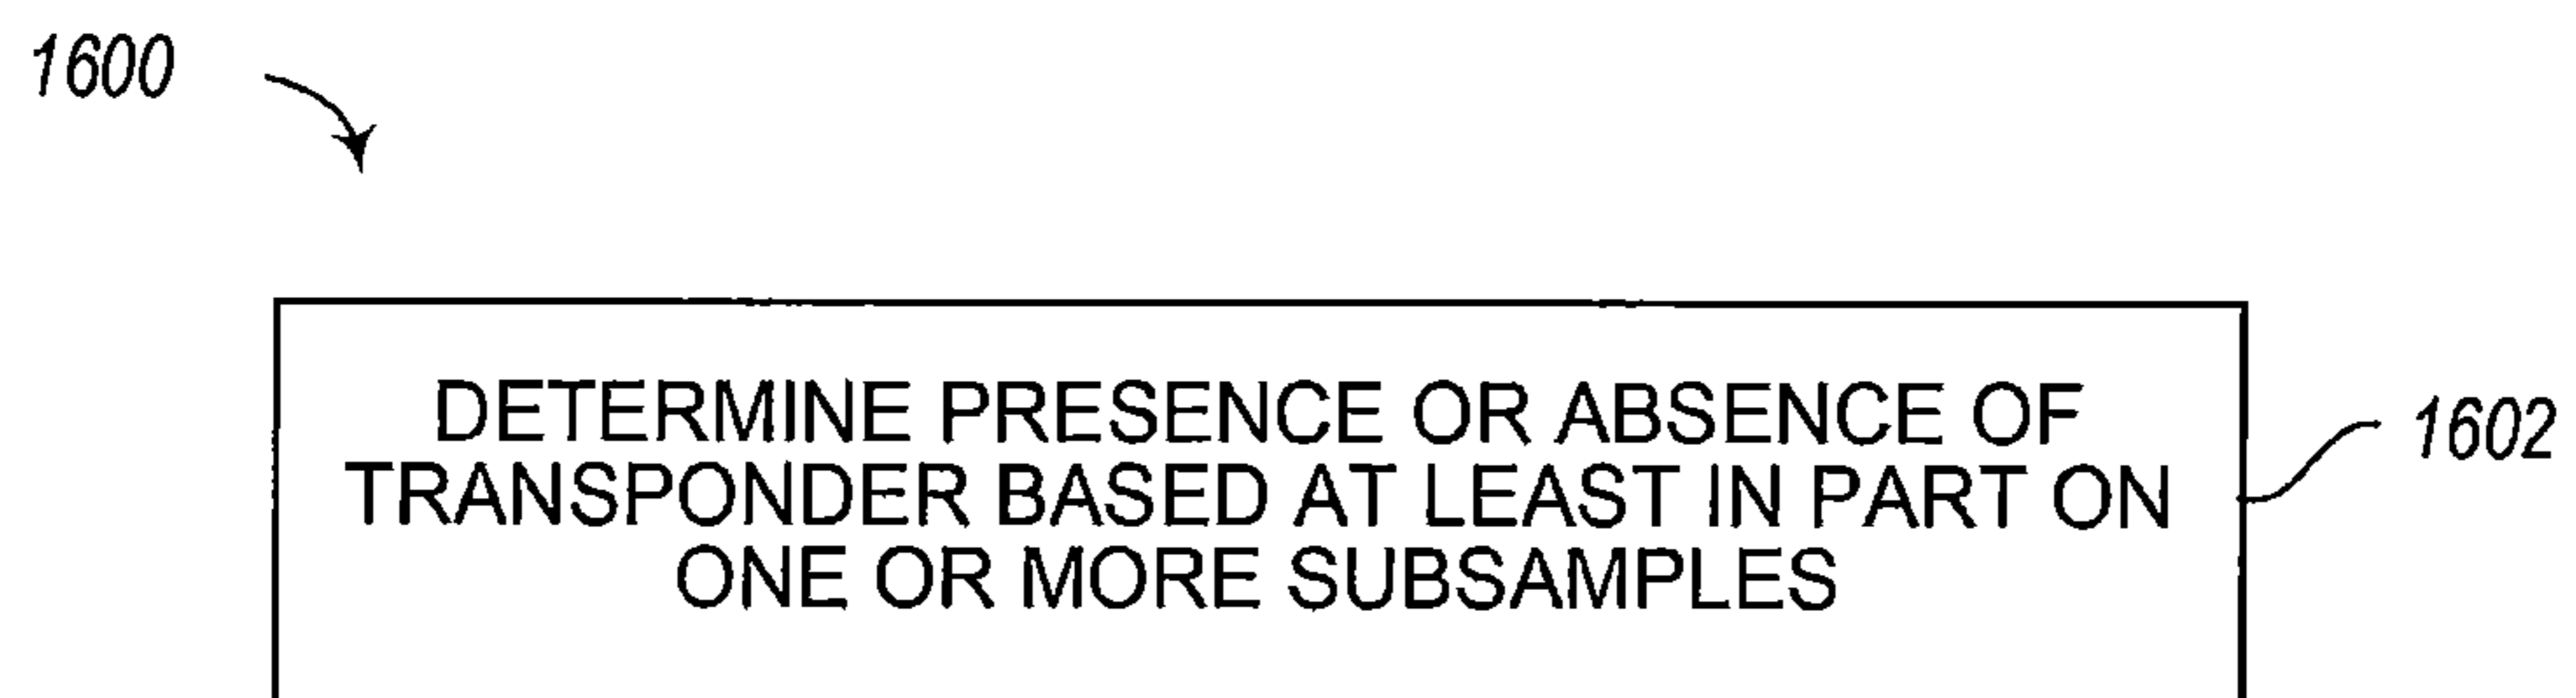 1600
DETERMINE PRESENCE OR ABSENCE OF
TRANSPONDER BASED AT LEAST IN PART ON
ONE OR MORE SUBSAMPLES
1602